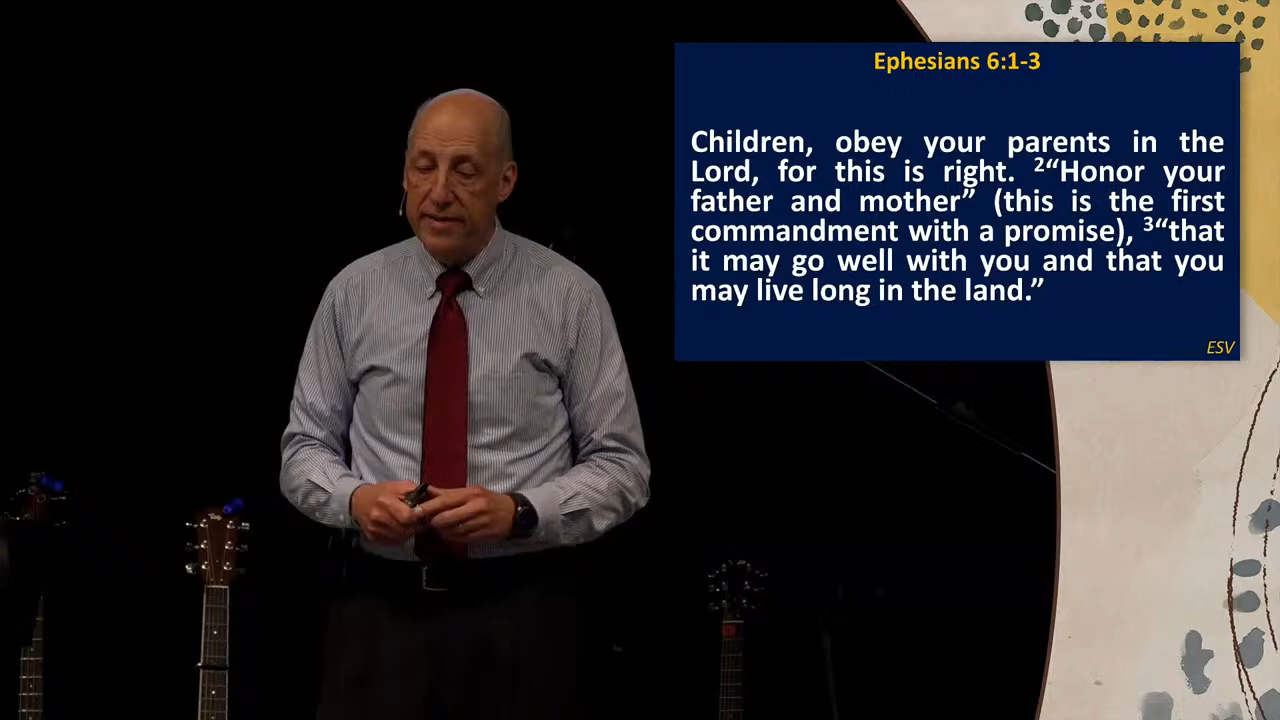 Ephesians 6:1-3
Children, obey your parents in the
Lord, for this is right. ²“Honor your
father and mother” (this is the first
commandment with a promise), ³“that
it may go well with you and that you
may live long in the land.”
ESV